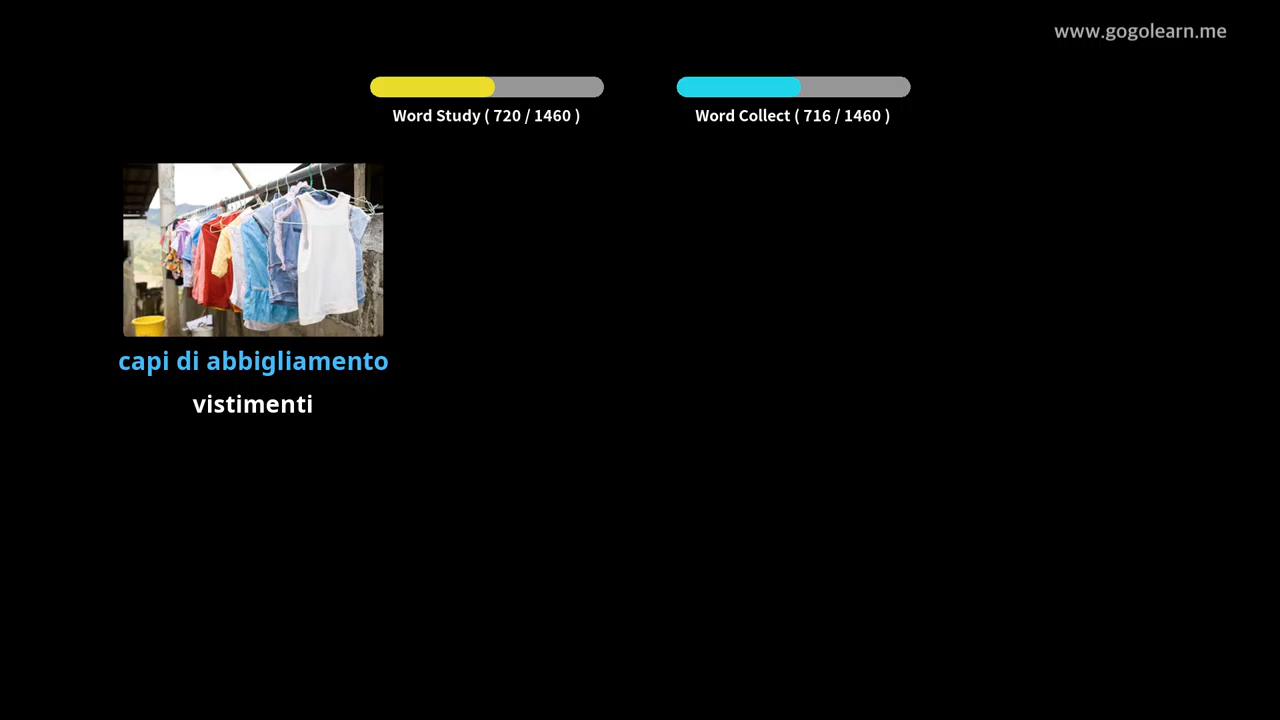 www.gogolearn.me
Word Study ( 720 / 1460 )
Word Collect ( 716 / 1460 )
capi di abbigliamento
vistimenti